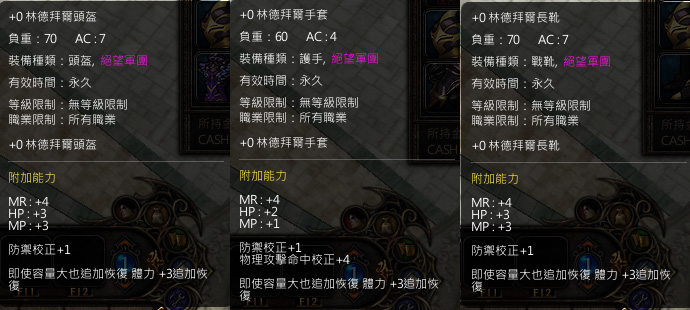 +0 林德拜爾頭盔
負重：70 AC : 7
裝備種類：頭盔, 絕望軍團
有效時間：永久
等級限制：無等級限制
職業限制：所有職業
+0 林德拜爾頭盔
附加能力
MR : +4
HP : +3
MP : +3
防禦校正+1
即使容量大也追加恢復 體力 +3追加恢
復
F11 F12
+0 林德拜爾手套
負重：60 AC : 4
裝備種類：護手, 絕望軍團
有效時間：永久
等級限制：無等級限制
職業限制：所有職業
+0 林德拜爾手套
附加能力
MR : +4
HP : +2
MP : +1
防禦校正+1
物理攻擊命中校正+4
即使容量大也追加恢復 體力 +3追加恢
復
F11 F12
+0 林德拜爾長靴
負重：70 AC : 7
裝備種類：戰靴, 絕望軍團
有效時間：永久
等級限制：無等級限制
職業限制：所有職業
+0 林德拜爾長靴
附加能力
MR : +4
HP : +3
MP : +3
防禦校正+1
即使容量大也追加恢復 體力 +3追加恢
復
F11 F12